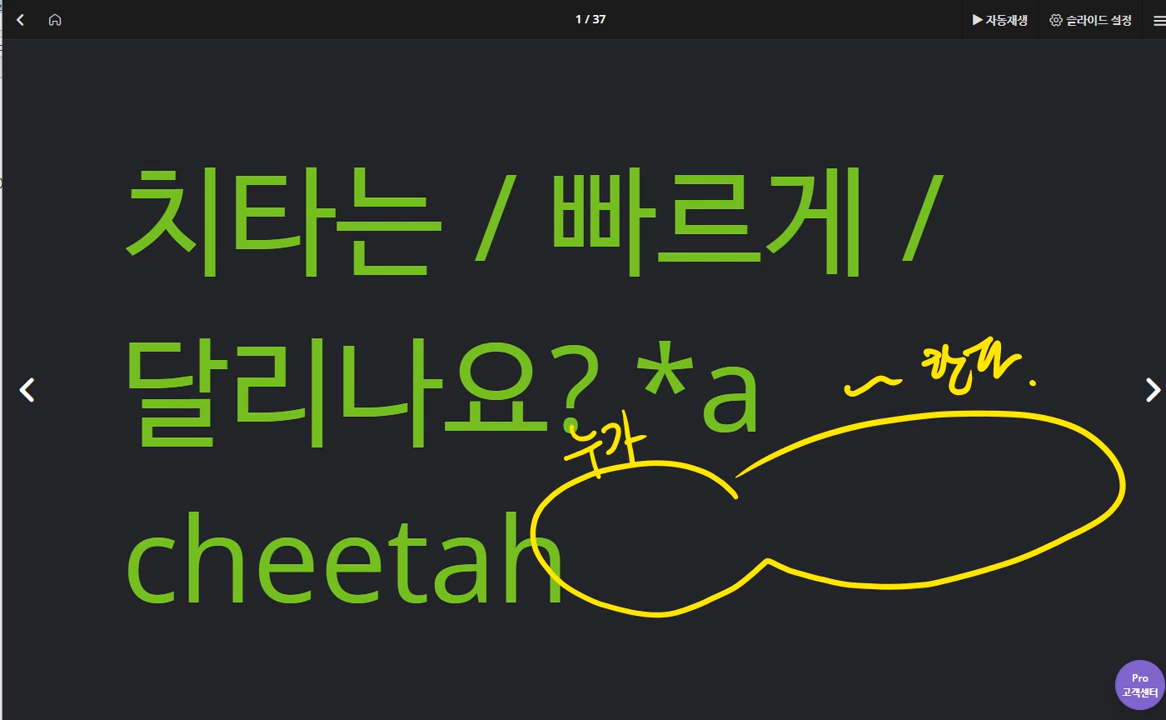 1 / 37
▶ 자동재생
슬라이드 설정
치타는 / 빠르게 /
달리나요? *a
~ 한다.
누가
cheetah
Pro
고객센터